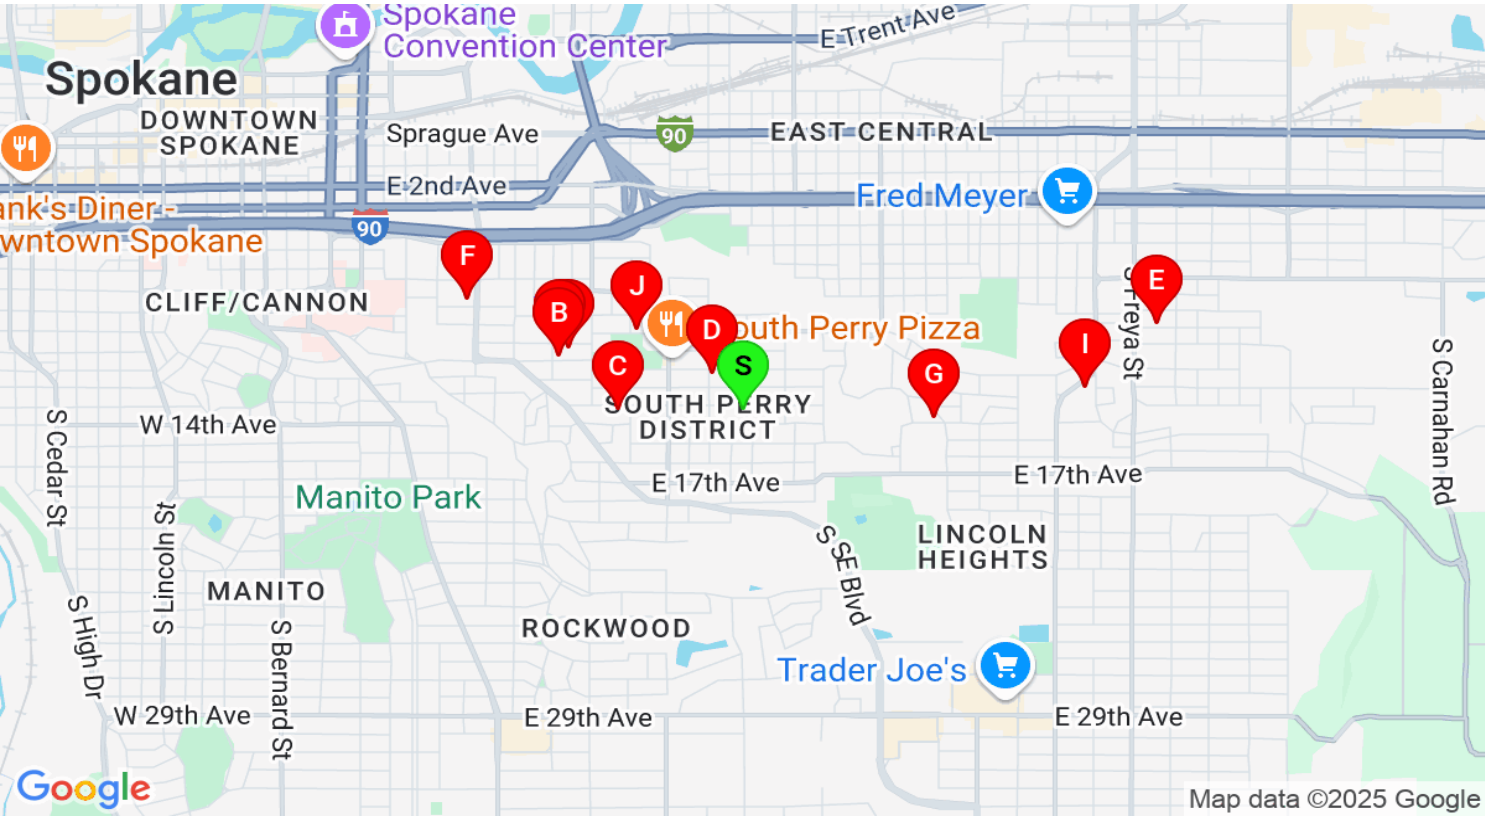 Spokane
Convention Center
E Trent Ave
Spokane
DOWNTOWN
SPOKANE
Sprague Ave
90
EAST CENTRAL
E 2nd Ave
Fred Meyer
ank's Diner -
wntown Spokane
90
F
E
CLIFF/CANNON
B
J
D
outh Perry Pizza
S Freya St
I
C
S
G
SOUTH PERRY
DISTRICT
W 14th Ave
S Cedar St
S Carnahan Rd
E 17th Ave
E 17th Ave
Manito Park
S Lincoln St
S SE Blvd
LINCOLN
HEIGHTS
MANITO
ROCKWOOD
S High Dr
S Bernard St
Trader Joe's
W 29th Ave
E 29th Ave
E 29th Ave
Google
Map data ©2025 Google